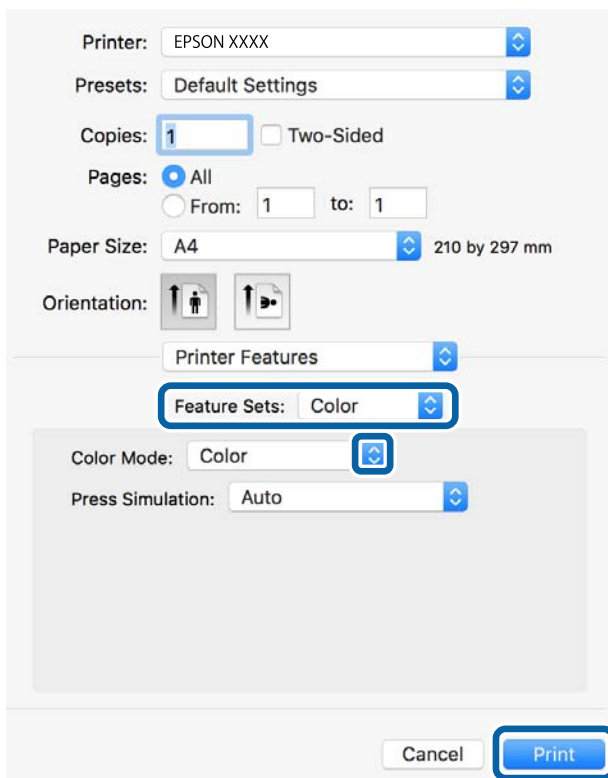 Printer: EPSON XXXX
Presets: Default Settings
Copies: 1 Two-Sided
Pages: All
From: 1 to: 1
Paper Size: A4 210 by 297 mm
Orientation:
Printer Features
Feature Sets: Color
Color Mode: Color
Press Simulation: Auto
Cancel Print